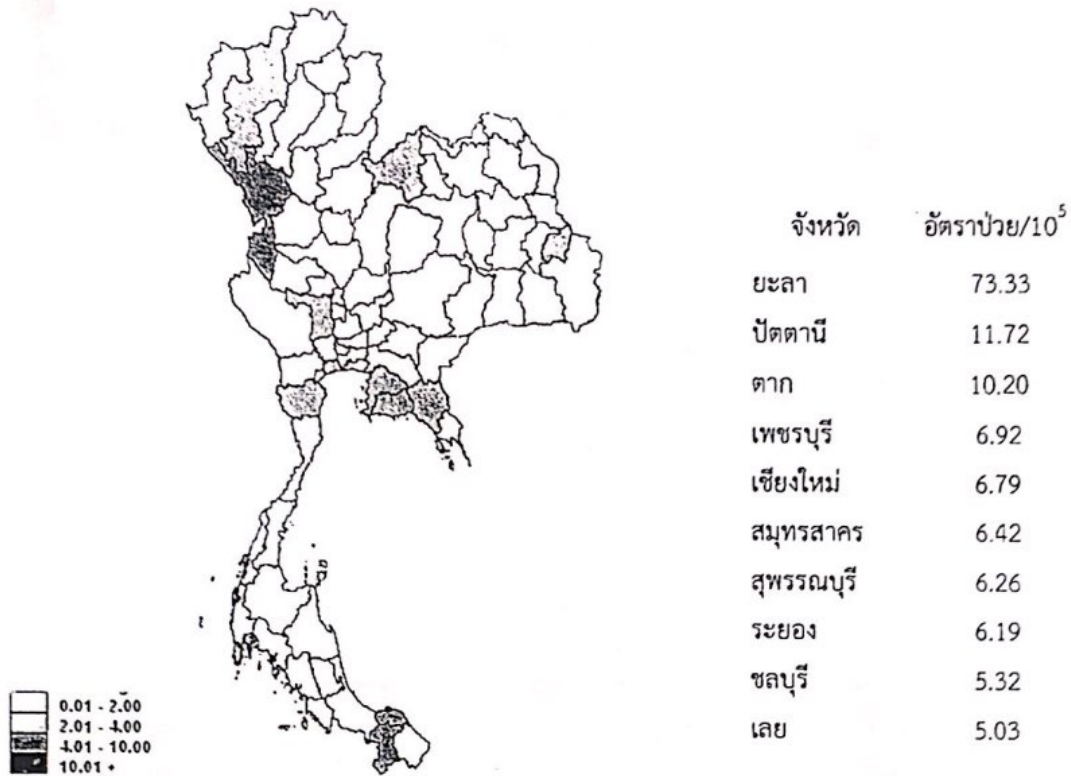 จังหวัด อัตราป่วย/10⁵
ยะลา 73.33
ปัตตานี 11.72
ตาก 10.20
เพชรบุรี 6.92
เชียงใหม่ 6.79
สมุทรสาคร 6.42
สุพรรณบุรี 6.26
ระยอง 6.19
ชลบุรี 5.32
เลย 5.03
0.01 - 2.00
2.01 - 4.00
4.01 - 10.00
10.01 +